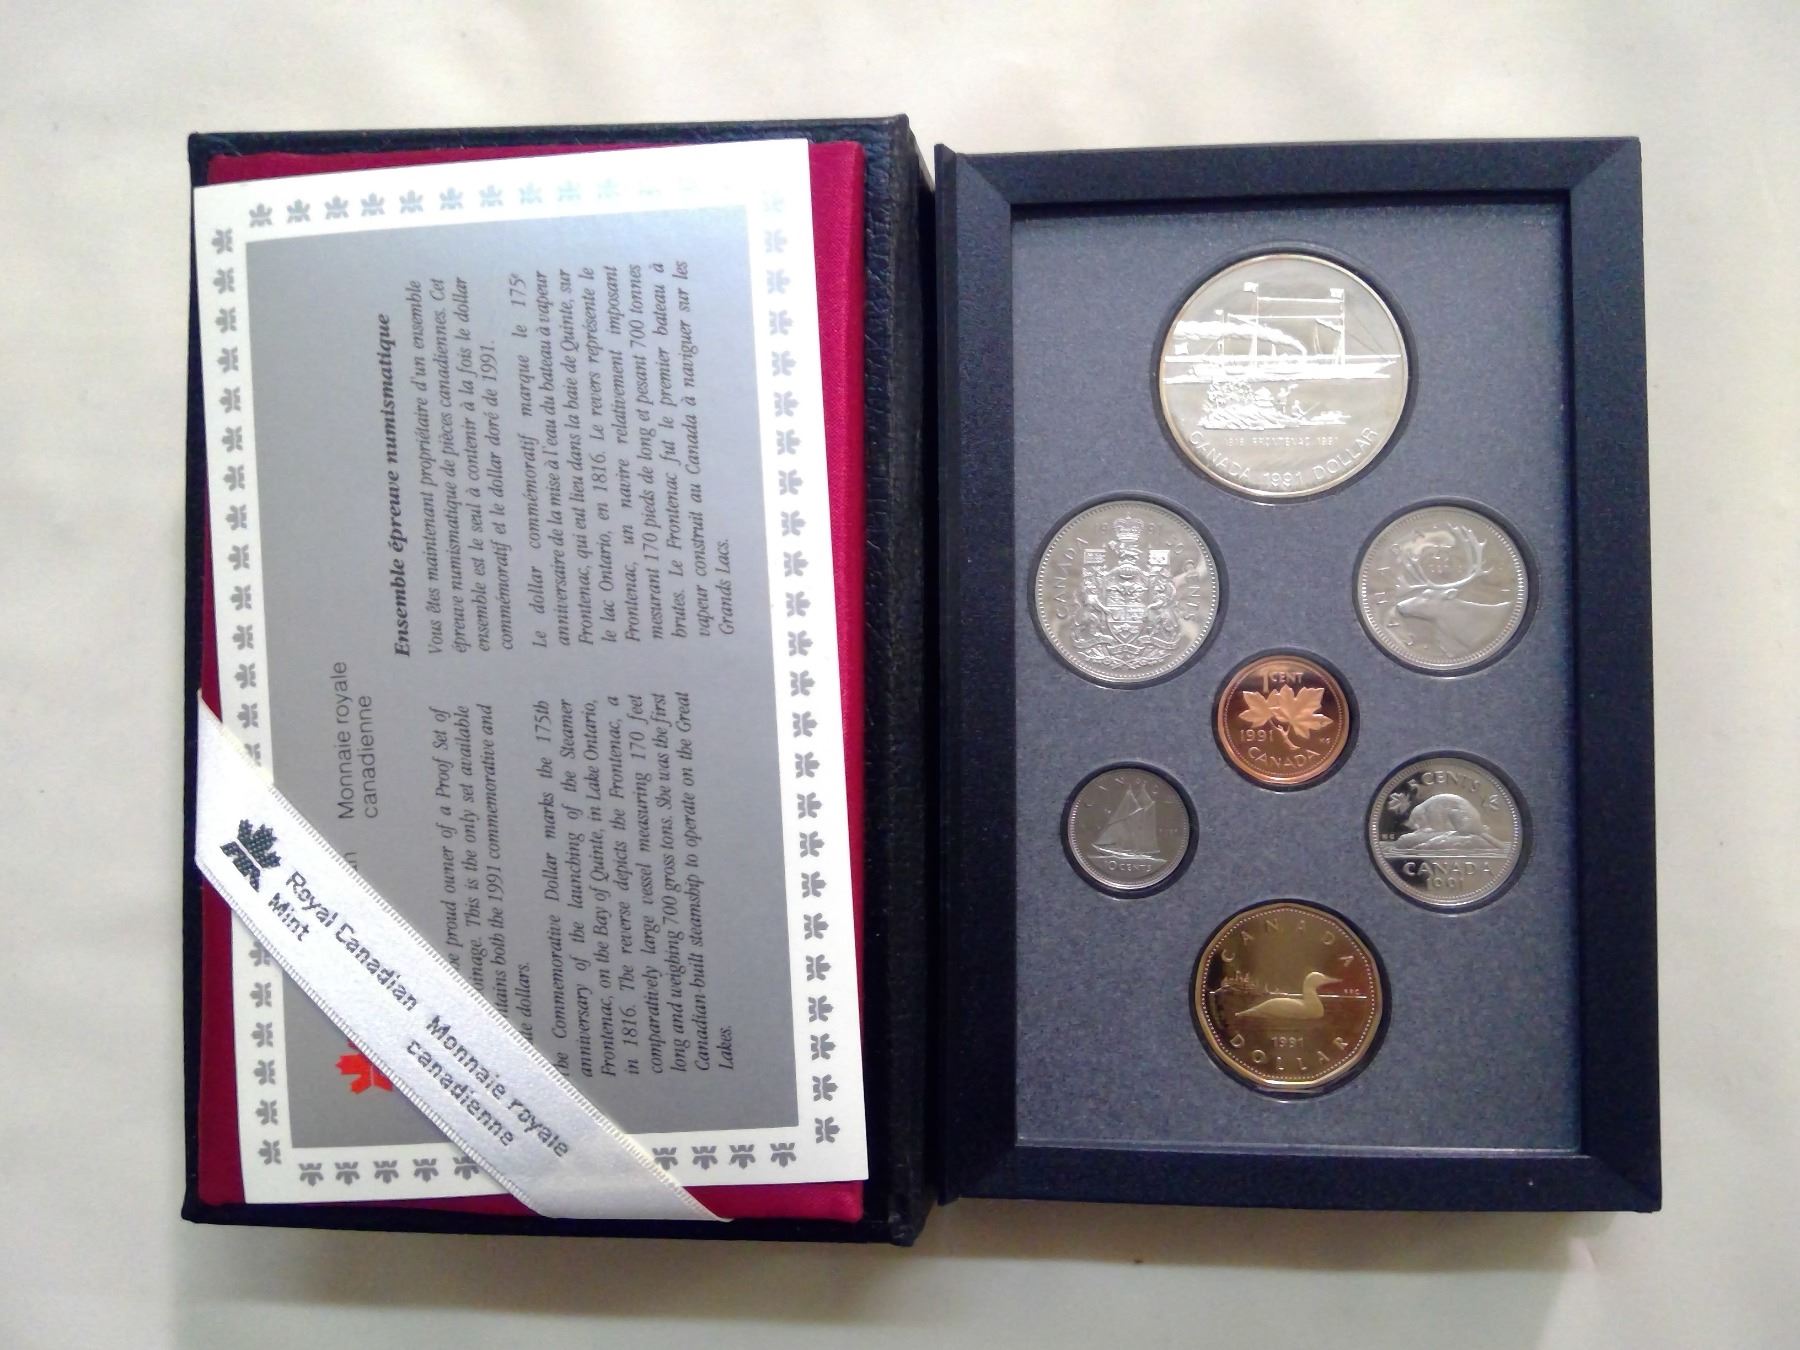 Monnaie royale
canadienne
Ensemble épreuve numismatique
Vous êtes maintenant propriétaire d'un ensemble
épreuve numismatique de pièces canadiennes. Cet
ensemble est le seul à contenir à la fois le dollar
commémoratif et le dollar doré de 1991.
Le dollar commémoratif marque le 175e
anniversaire de la mise à l'eau du bateau à vapeur
Frontenac, qui eut lieu dans la baie de Quinte, sur
le lac Ontario, en 1816. Le revers représente le
Frontenac, un navire relativement imposant
mesurant 170 pieds de long et pesant 700 tonnes
brutes. Le Frontenac fut le premier bateau à
vapeur construit au Canada à naviguer sur les
Grands Lacs.
proud owner of a Proof Set of
This is the only set available
both the 1991 commemorative and
dollars.
Commemorative Dollar marks the 175th
anniversary of the launching of the Steamer
Frontenac, on the Bay of Quinte, in Lake Ontario,
in 1816. The reverse depicts the Frontenac, a
comparatively large vessel measuring 170 feet
long and weighing 700 gross tons. She was the first
Canadian-built steamship to operate on the Great
Lakes.
Royal Canadian
Mint
Monnaie royale
canadienne
1816 FRONTENAC 1991
CANADA 1991 DOLLAR
1991
CANADA 50 CENTS
CANADA
1 CENT
1991
CANADA
CANADA
10 CENTS
5 CENTS
CANADA
1991
CANADA
1991
DOLLAR